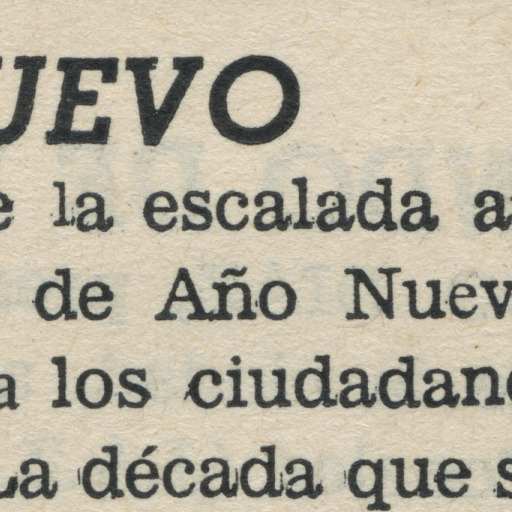 UEVO
e la escalada a
de Año Nuev
a los ciudadan
La década que s